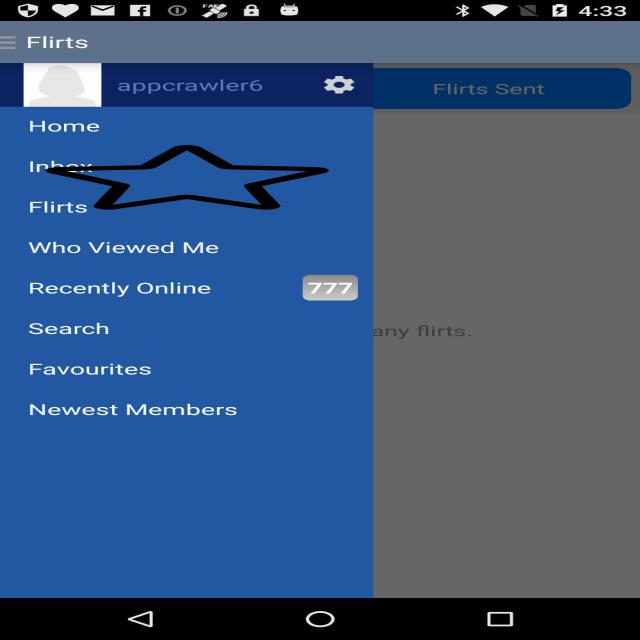 4:33
Flirts
appcrawler6
Flirts Sent
Home
Inbox
Flirts
Who Viewed Me
Recently Online 777
any flirts.
Search
Favourites
Newest Members